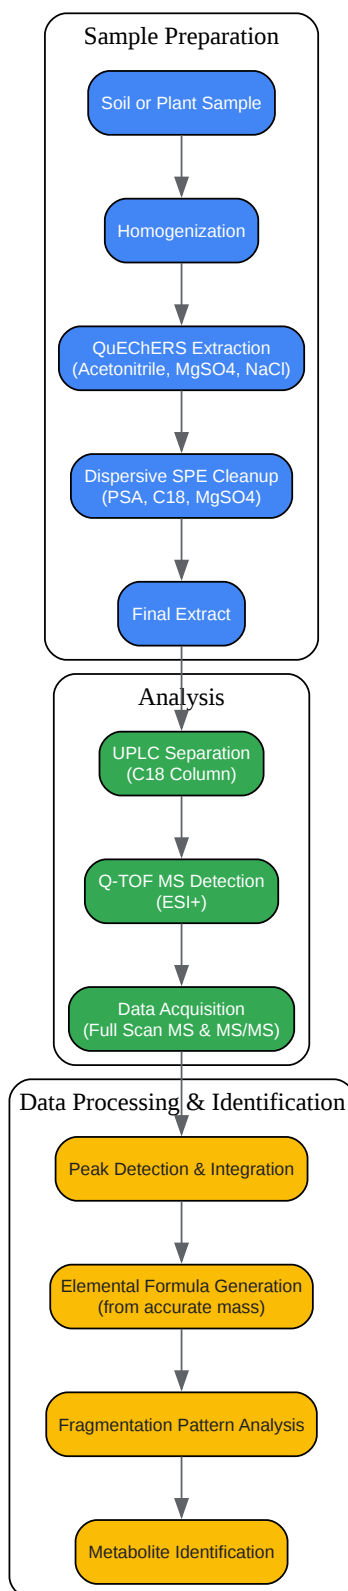 Sample Preparation
Soil or Plant Sample
Homogenization
QuEChERS Extraction
(Acetonitrile, MgSO4, NaCl)
Dispersive SPE Cleanup
(PSA, C18, MgSO4)
Final Extract
Analysis
UPLC Separation
(C18 Column)
Q-TOF MS Detection
(ESI+)
Data Acquisition
(Full Scan MS & MS/MS)
Data Processing & Identification
Peak Detection & Integration
Elemental Formula Generation
(from accurate mass)
Fragmentation Pattern Analysis
Metabolite Identification